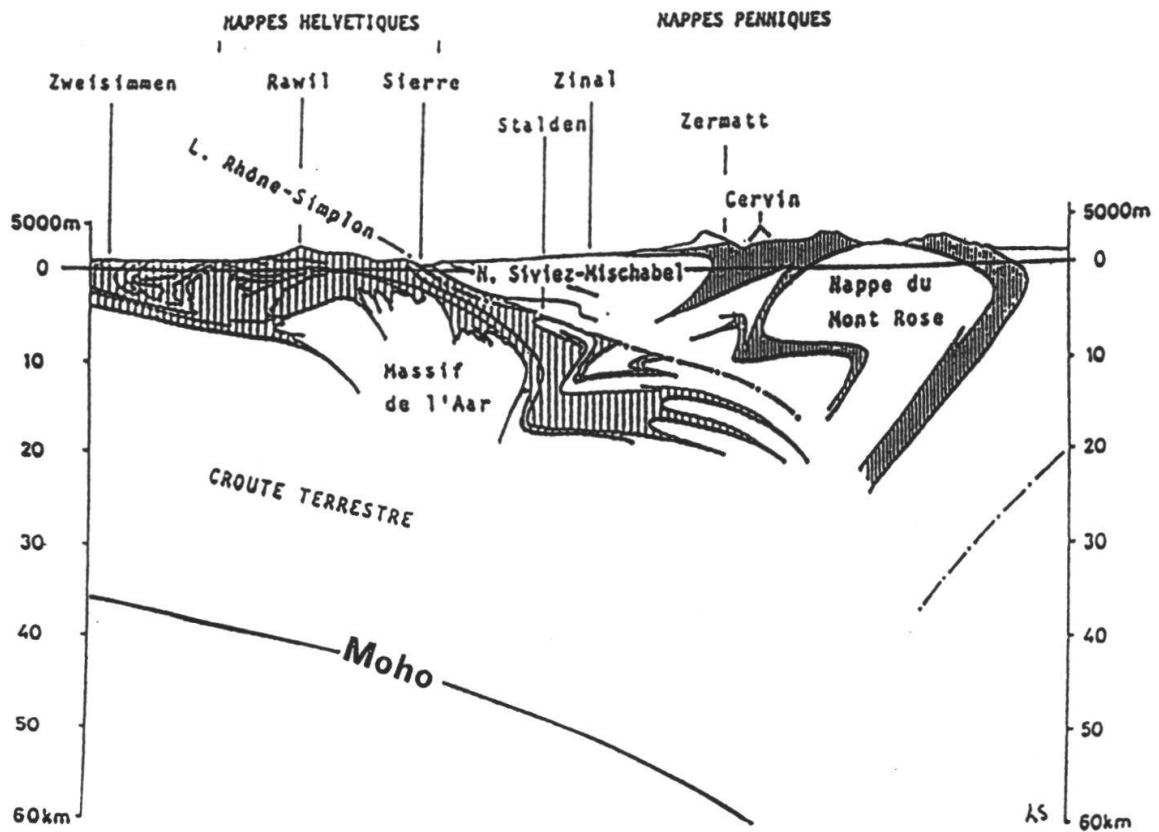 NAPPES HELVETIQUES
NAPPES PENNIQUES
Zweisimmen
Rawil
Sierre
Zinal
Stalden
Zermatt
L. Rhône-Simplon
Cervin
5000m
5000m
0
0
N. Siviez-Mischabel
Nappe du
Mont Rose
10
10
Massif
de l'Aar
20
20
CROUTE TERRESTRE
30
30
40
40
Moho
50
50
60km
LS
60km